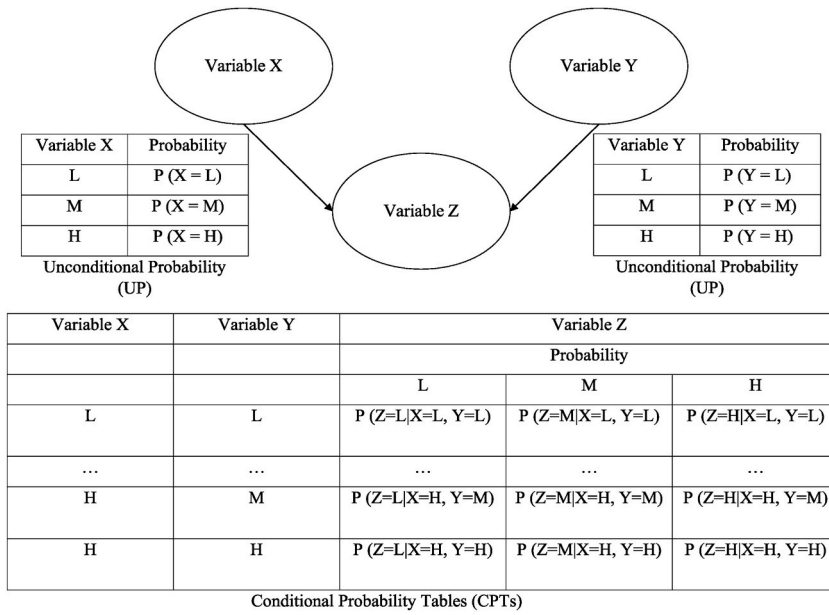 Variable X
Variable Y
Variable Z
Variable X Probability
L P (X = L)
M P (X = M)
H P (X = H)
Unconditional Probability
(UP)
Variable Y Probability
L P (Y = L)
M P (Y = M)
H P (Y = H)
Unconditional Probability
(UP)
Variable X Variable Y Variable Z
Probability
L M H
L L P (Z=L|X=L, Y=L) P (Z=M|X=L, Y=L) P (Z=H|X=L, Y=L)
... ... ... ... ...
H M P (Z=L|X=H, Y=M) P (Z=M|X=H, Y=M) P (Z=H|X=H, Y=M)
H H P (Z=L|X=H, Y=H) P (Z=M|X=H, Y=H) P (Z=H|X=H, Y=H)
Conditional Probability Tables (CPTs)